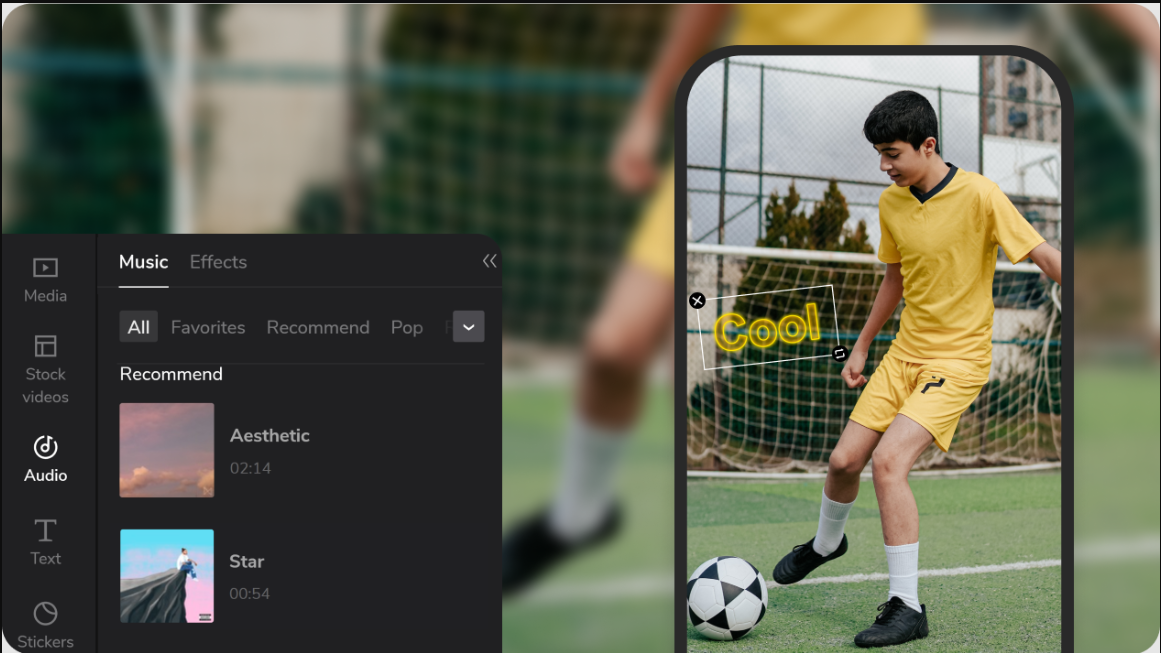 Music
Effects
All
Favorites
Recommend
Pop
Media
Stock
videos
Audio
Text
Stickers
Recommend
Aesthetic
02:14
Star
00:54
Cool